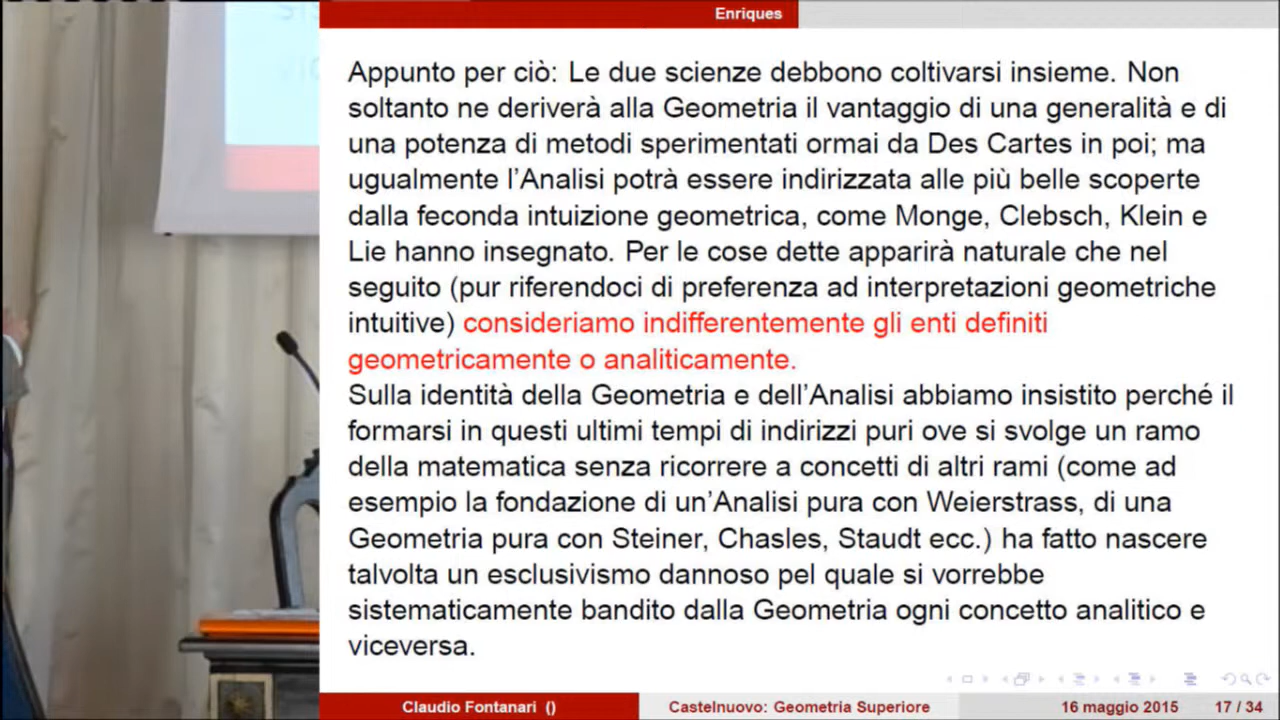 Enriques
Appunto per ciò: Le due scienze debbono coltivarsi insieme. Non
soltanto ne deriverà alla Geometria il vantaggio di una generalità e di
una potenza di metodi sperimentati ormai da Des Cartes in poi; ma
ugualmente l'Analisi potrà essere indirizzata alle più belle scoperte
dalla feconda intuizione geometrica, come Monge, Clebsch, Klein e
Lie hanno insegnato. Per le cose dette apparirà naturale che nel
seguito (pur riferendoci di preferenza ad interpretazioni geometriche
intuitive) consideriamo indifferentemente gli enti definiti
geometricamente o analiticamente.
Sulla identità della Geometria e dell'Analisi abbiamo insistito perché il
formarsi in questi ultimi tempi di indirizzi puri ove si svolge un ramo
della matematica senza ricorrere a concetti di altri rami (come ad
esempio la fondazione di un'Analisi pura con Weierstrass, di una
Geometria pura con Steiner, Chasles, Staudt ecc.) ha fatto nascere
talvolta un esclusivismo dannoso pel quale si vorrebbe
sistematicamente bandito dalla Geometria ogni concetto analitico e
viceversa.
Claudio Fontanari () Castelnuovo: Geometria Superiore 16 maggio 2015 17 / 34